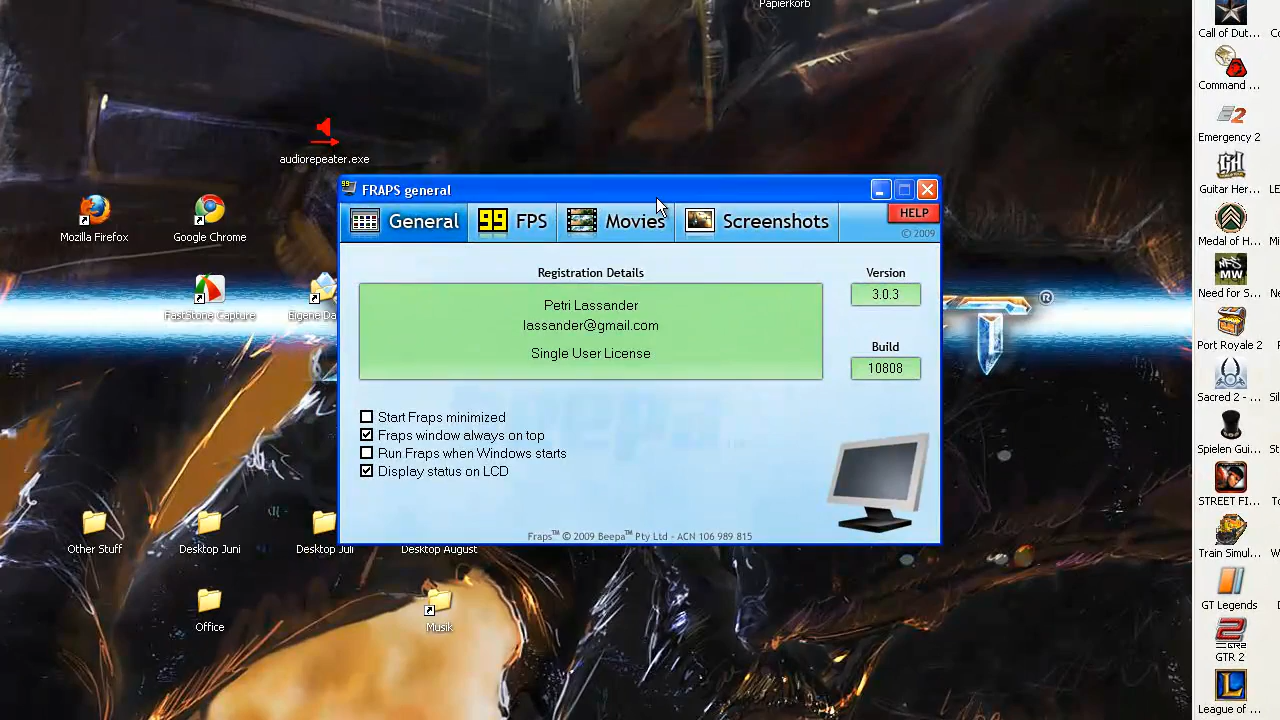 Papierkorb
audiorepeater.exe
Mozilla Firefox
Google Chrome
FastStone Capture
Other Stuff
Desktop Juni
Desktop Juli
Desktop August
Office
Musik
99 FRAPS general
General
99 FPS
Movies
Screenshots
HELP
© 2009
Registration Details
Petri Lassander
lassander@gmail.com
Single User License
Version
3.0.3
Build
10808
Start Fraps minimized
Fraps window always on top
Run Fraps when Windows starts
Display status on LCD
Fraps™ © 2009 Beepa™ Pty Ltd - ACN 106 989 815
®
Call of Dut...
Command ...
Emergency 2
Guitar Her...
Medal of H...
Need for S...
Port Royale 2
Sacred 2 - ...
Spielen Gui...
STREET FI...
Train Simul...
GT Legends
GTR 2
League of ...